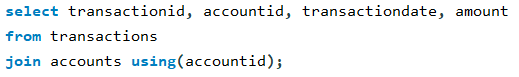 select transactionid, accountid, transactiondate, amount
from transactions
join accounts using(accountid);